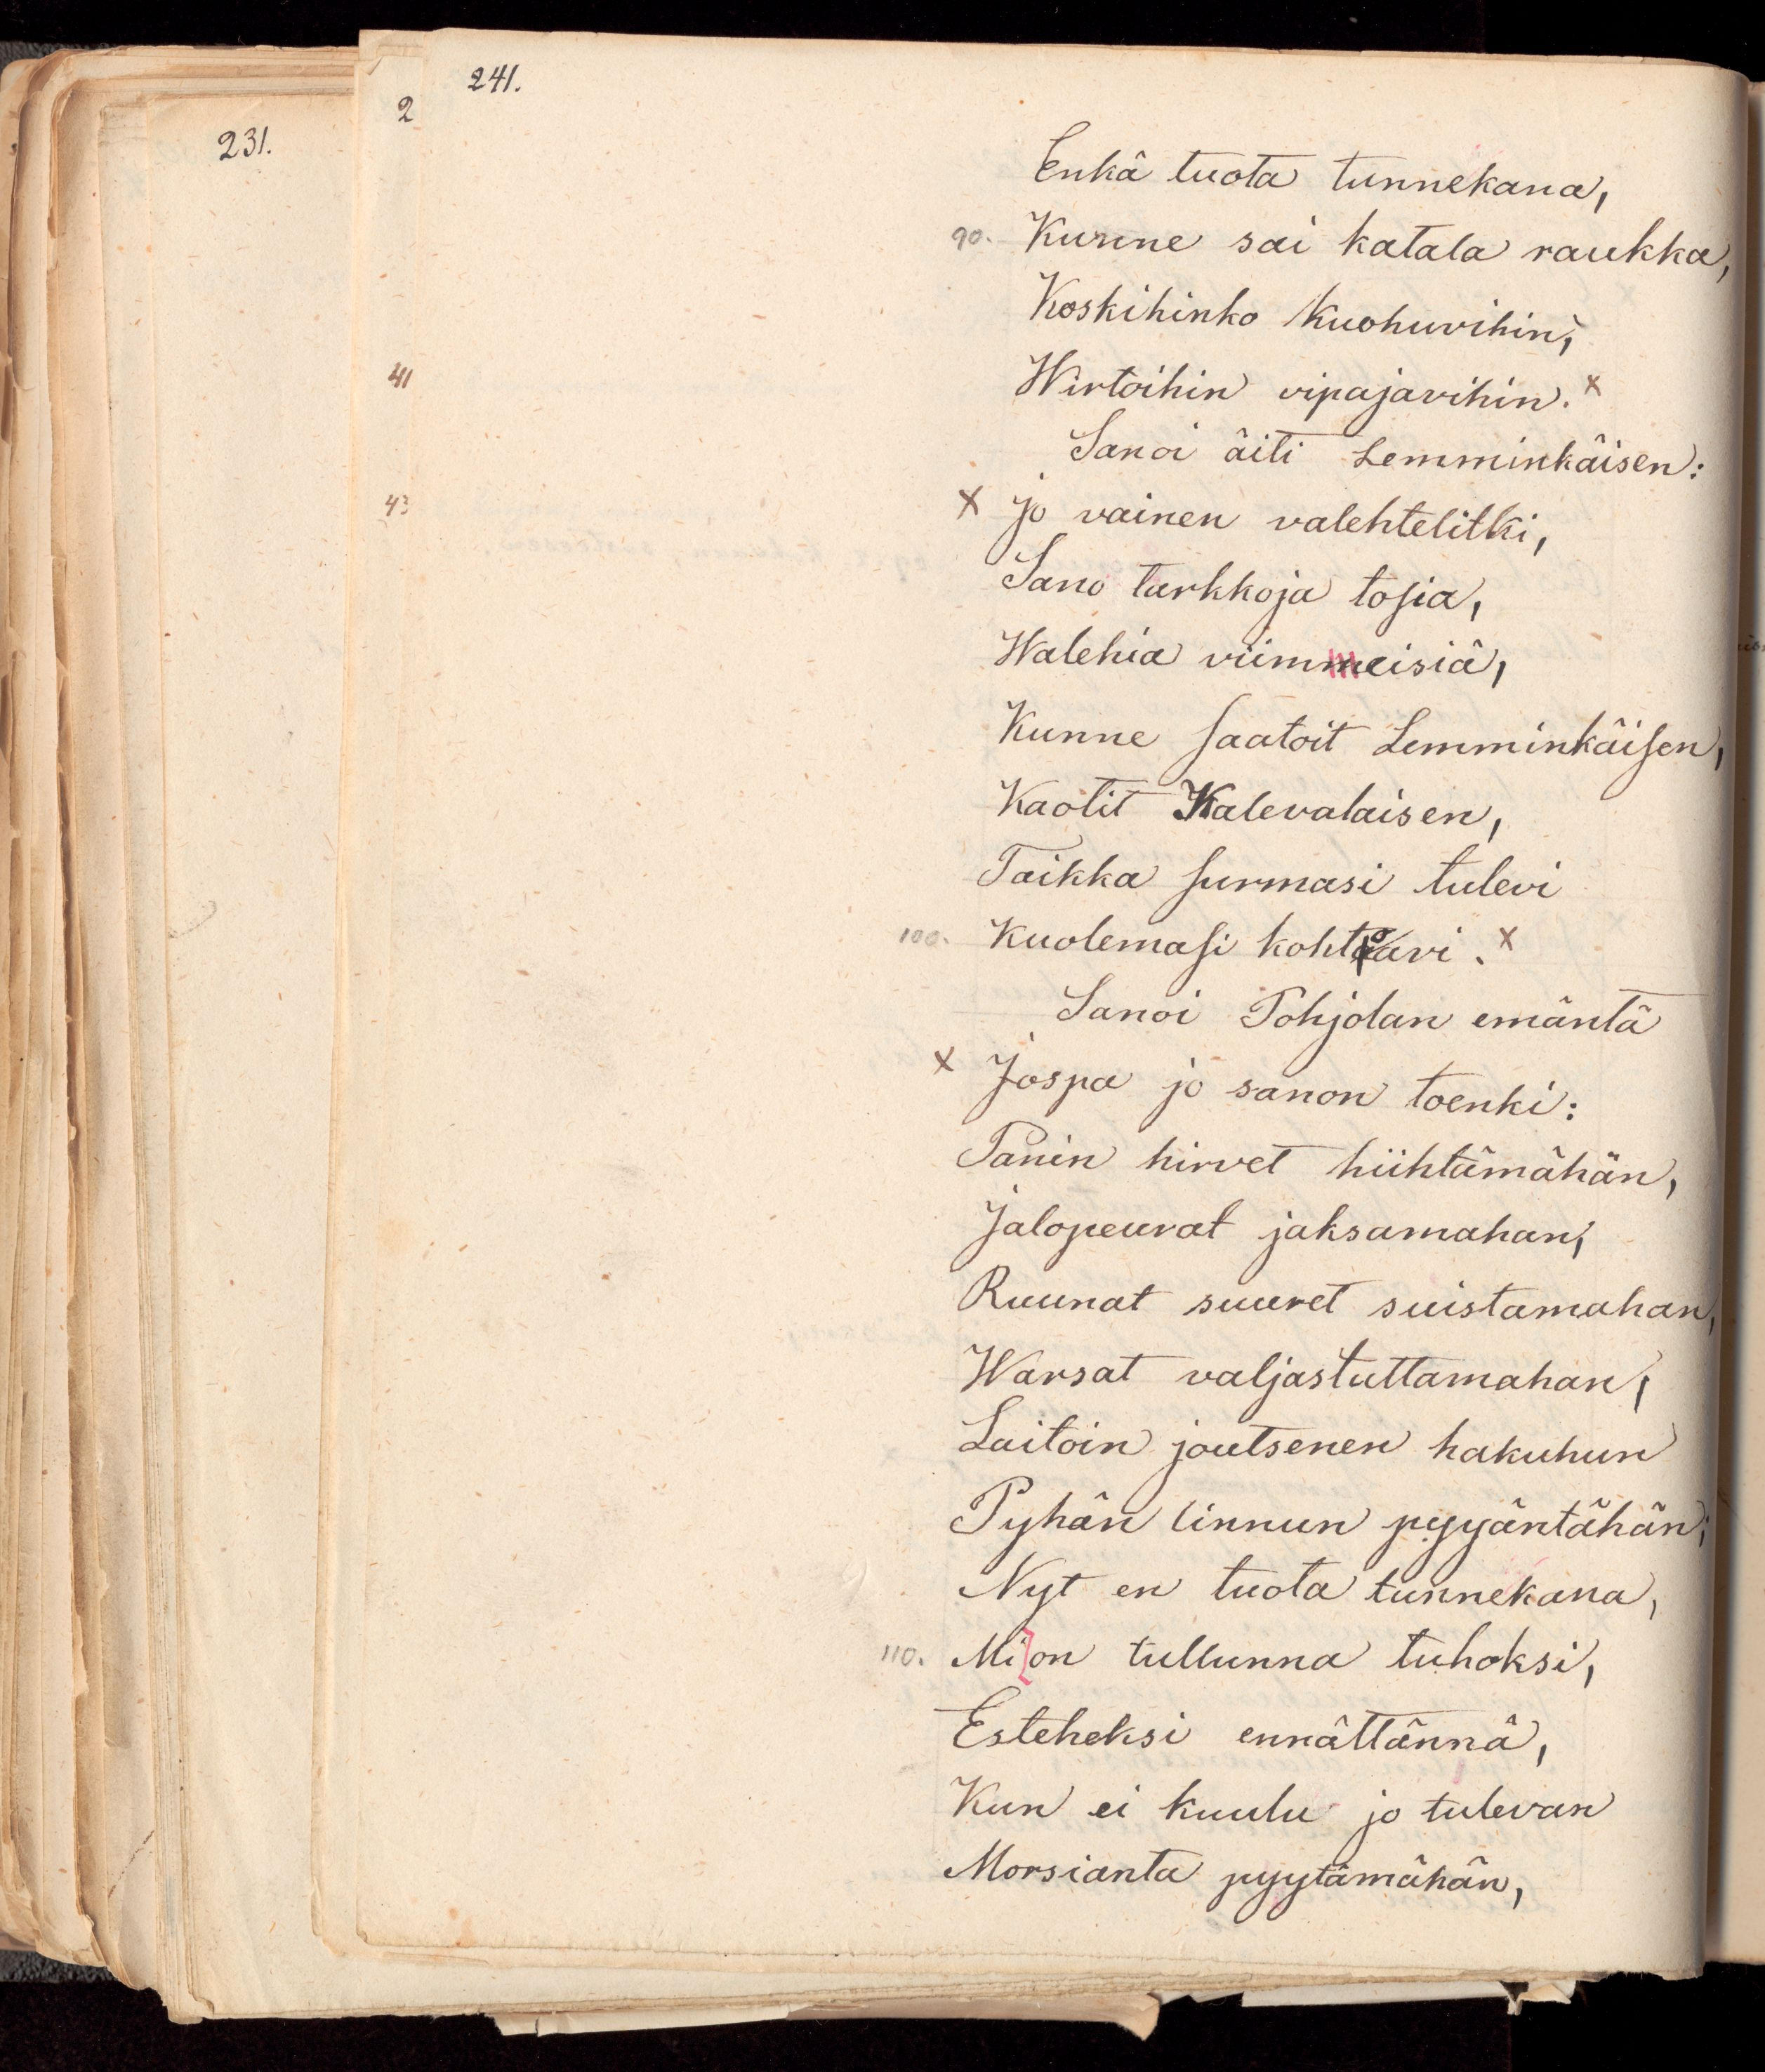 241.
2
231.
Enkä tuota tunnekana,
90. Kunne sai katala raukka,
Koskihinko kuohuvihin,
41
Wirtoihin vipajavihin. x
Sanoi äiti Lemminkäisen:
43
x Jo vainen valehtelitki,
Sano tarkkoja tosia,
Walehia viimmeisiä,
Kunne saatoit Lemminkäisen,
Kaotit Kalevalaisen,
Taikka surmasi tulevi
100. Kuolemasi kohtoavi. x
Sanoi Pohjolan emäntä
x Jospa jo sanon toenki:
Panin hirvet hiihtämähän,
Jalopeurat jaksamahan,
Ruunat suuret suistamahan,
Warsat valjastuttamahan,
Laitoin joutsenen hakuhun
Pyhän linnun pyyäntähän;
Nyt en tuota tunnekana,
110. Mi on tullunna tuhoksi,
Esteheksi ennättännä,
Kun ei kuulu jo tulevan
Morsianta pyytämähän,